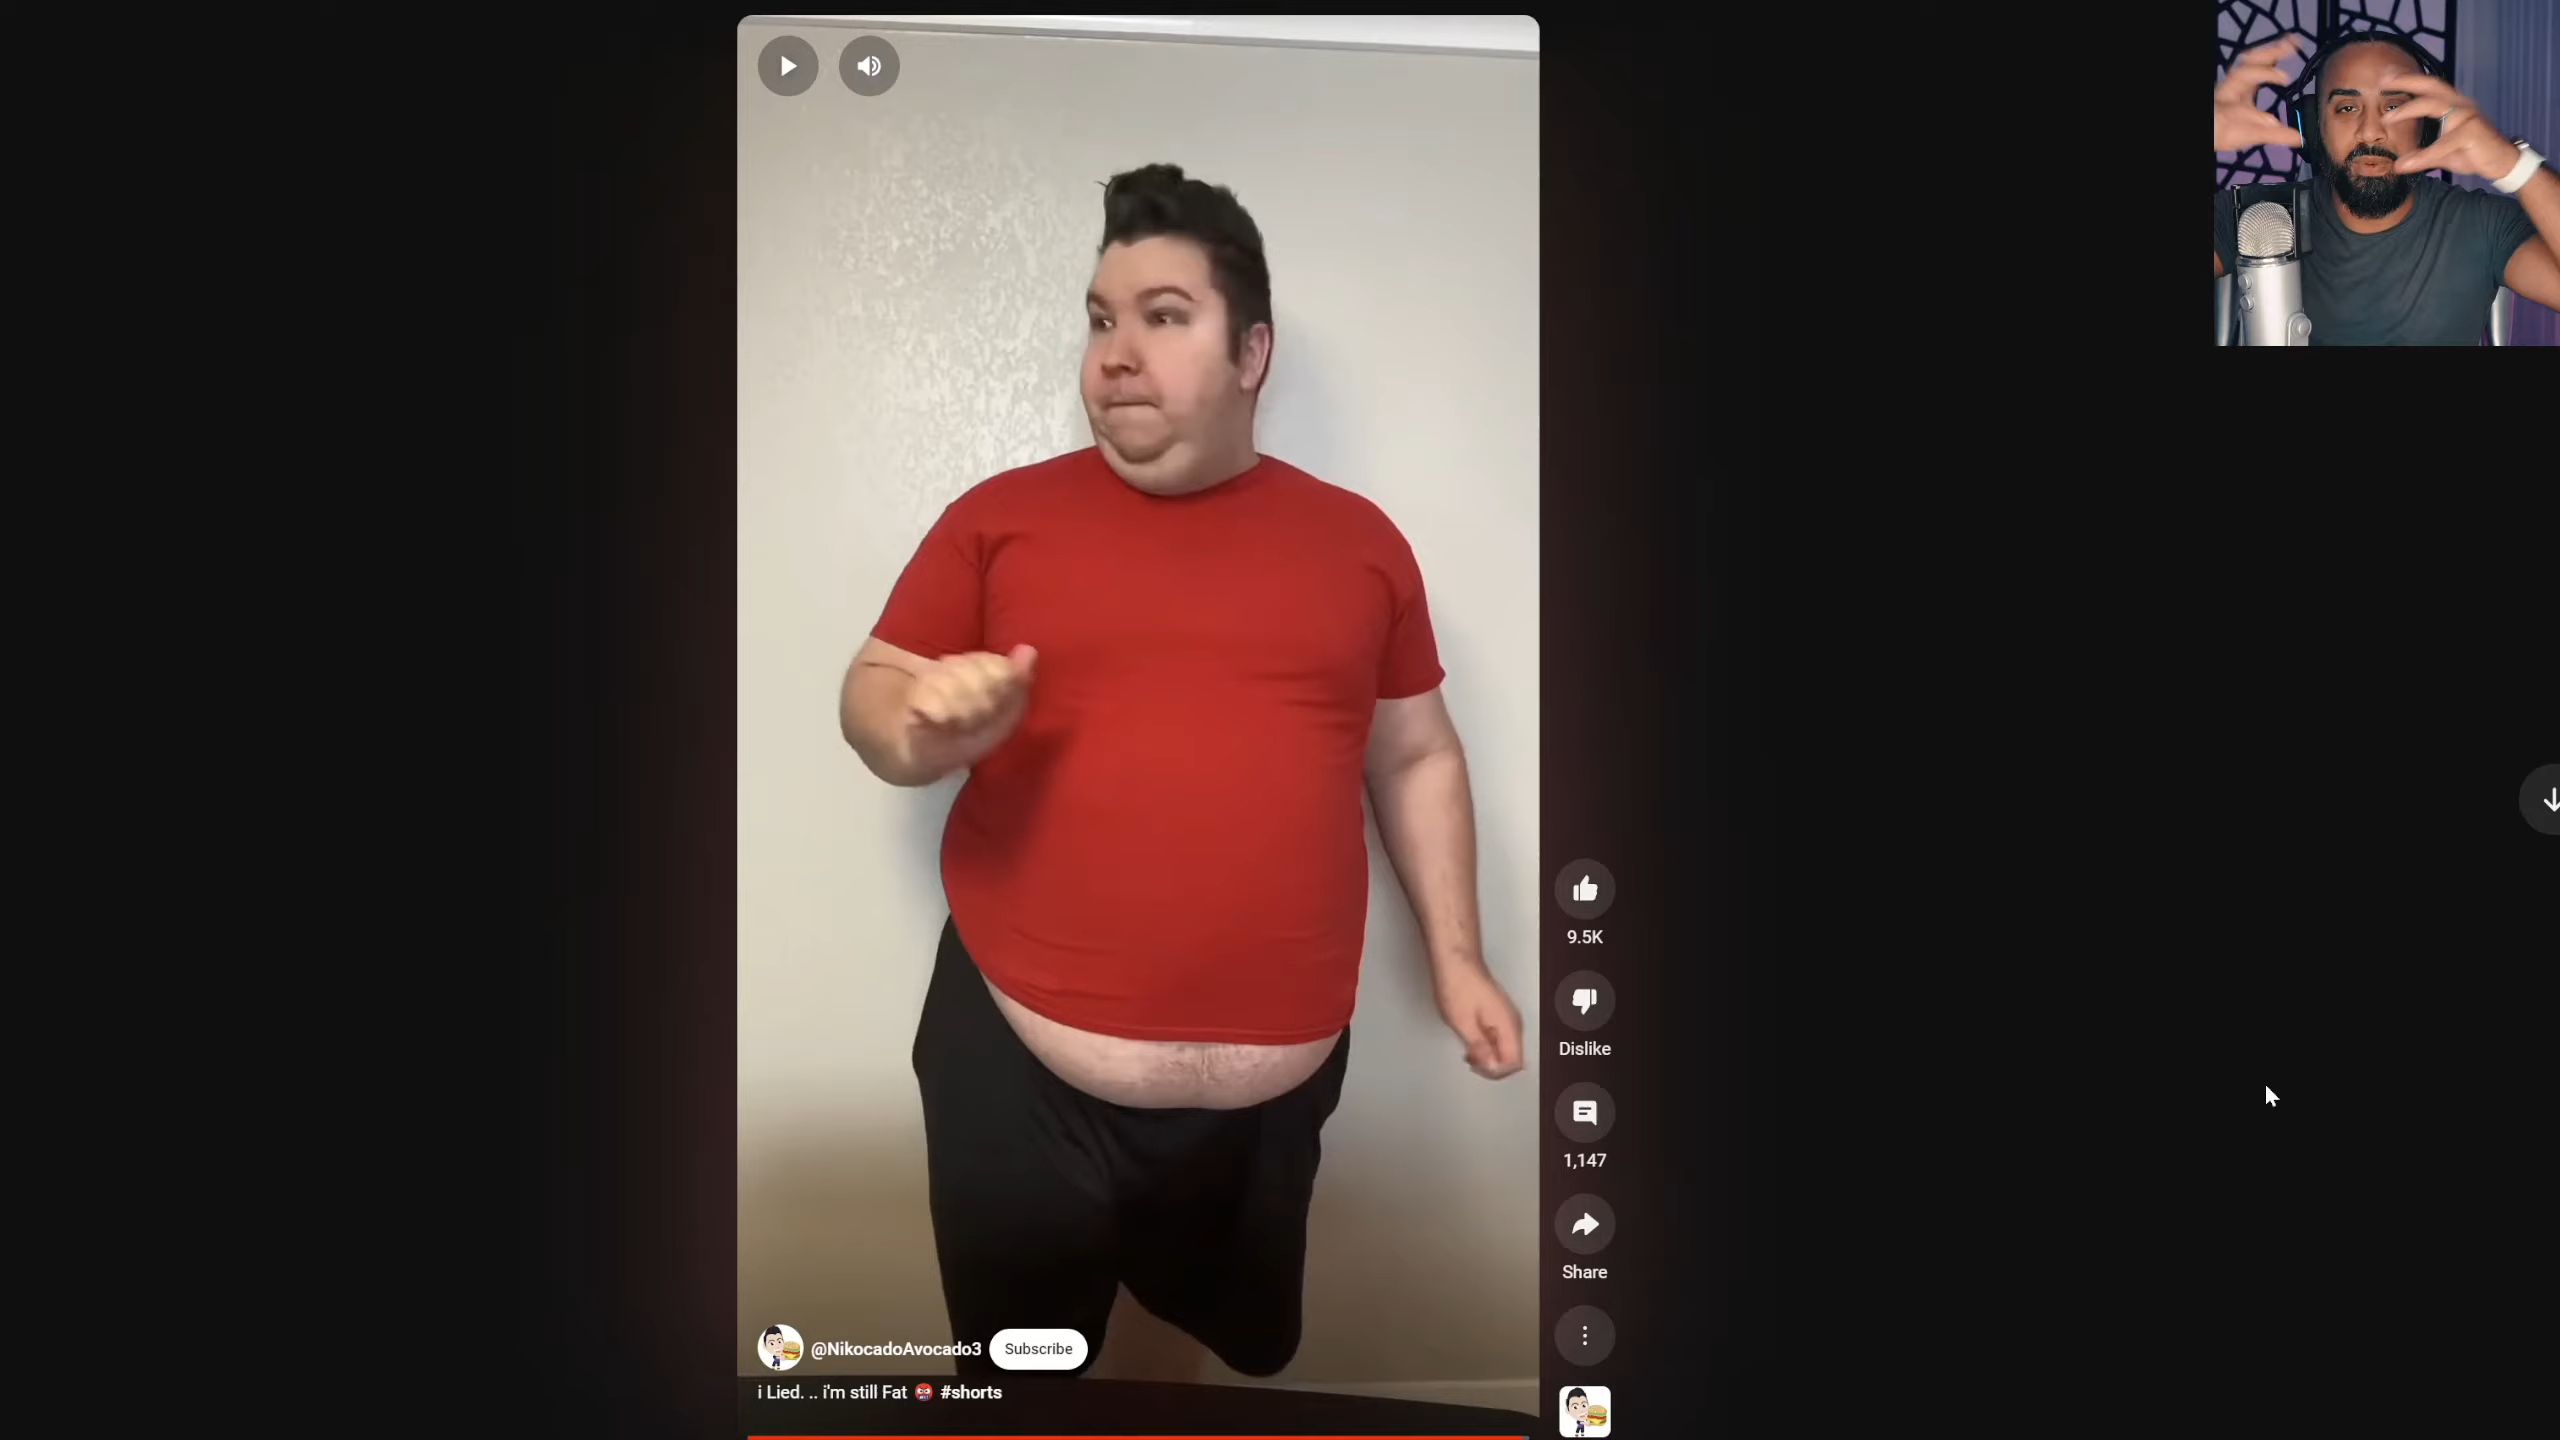 9.5K
Dislike
1,147
Share
@NikocadoAvocado3 Subscribe
i Lied. .. i'm still Fat 👹 #shorts